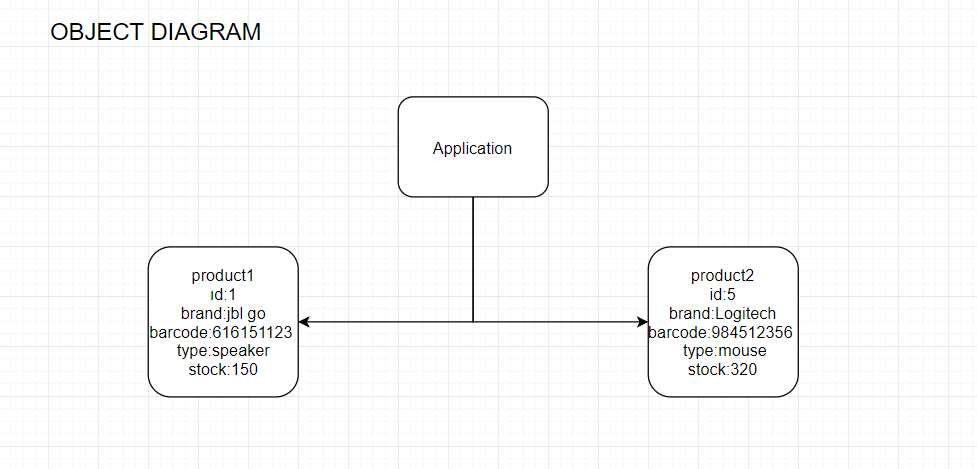 OBJECT DIAGRAM
Application
product1
id:1
brand:jbl go
barcode:616151123
type:speaker
stock:150
product2
id:5
brand:Logitech
barcode:984512356
type:mouse
stock:320